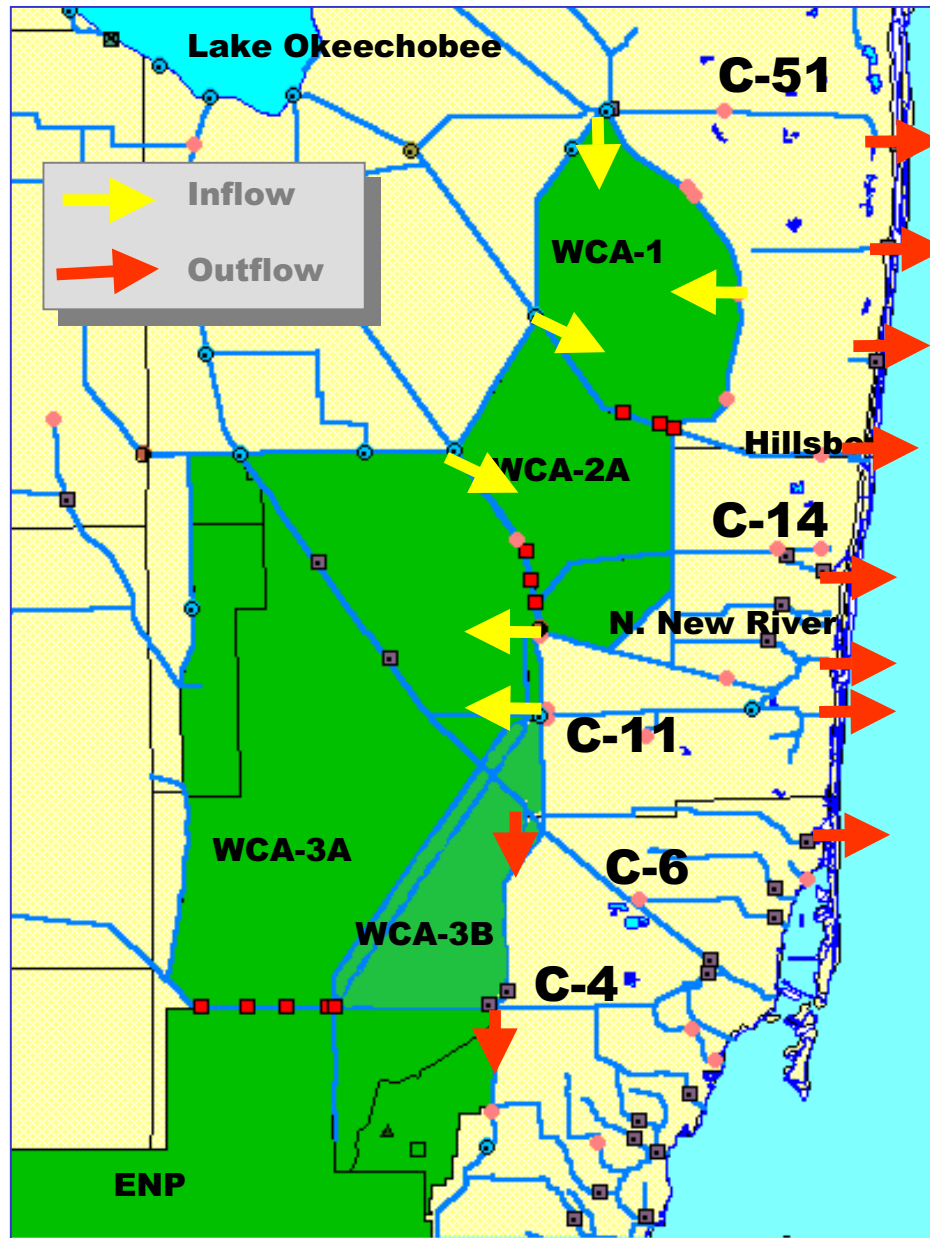 Lake Okeechobee
C-51
Inflow
Outflow
WCA-1
Hillsbo
WCA-2A
C-14
N. New River
C-11
WCA-3A
C-6
WCA-3B
C-4
ENP